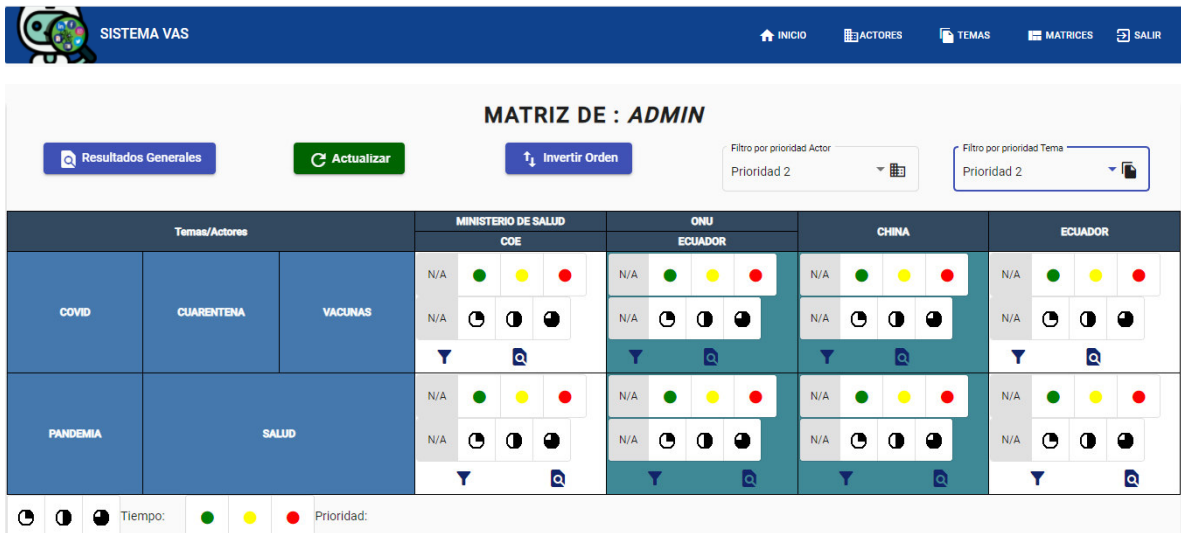 SISTEMA VAS
INICIO
ACTORES
TEMAS
MATRICES
SALIR
MATRIZ DE : ADMIN
Resultados Generales
Actualizar
Invertir Orden
Filtro por prioridad Actor
Prioridad 2
Filtro por prioridad Tema
Prioridad 2
Temas/Actores
MINISTERIO DE SALUD
COE
ONU
ECUADOR
CHINA
ECUADOR
COVID
CUARENTENA
VACUNAS
N/A
N/A
N/A
N/A
N/A
N/A
N/A
N/A
PANDEMIA
SALUD
N/A
N/A
N/A
N/A
N/A
N/A
N/A
N/A
Tiempo:
Prioridad: